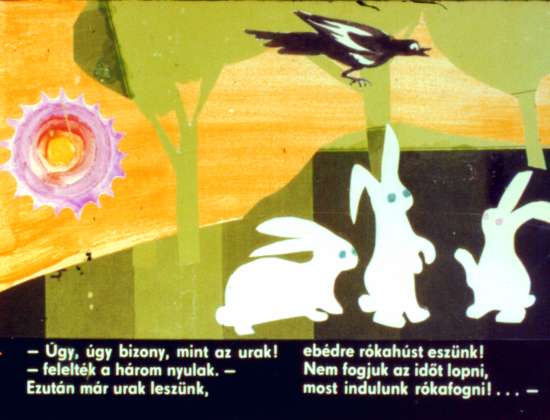 — Úgy, úgy bizony, mint az urak!
— felelték a három nyulak. —
Ezután már urak leszünk,
ebédre rókahúst eszünk!
Nem fogjuk az időt lopni,
most indulunk rókafogni!... —